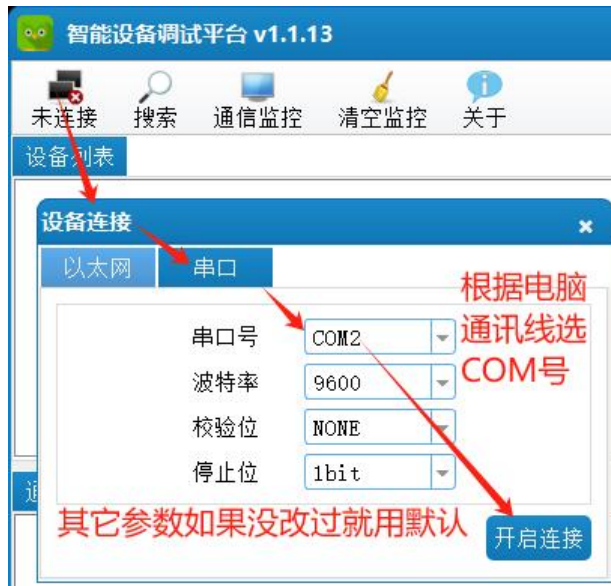 智能设备调试平台 v1.1.13
未连接 搜索 通信监控 清空监控 关于
设备列表
设备连接
以太网 串口
串口号 COM2
波特率 9600
校验位 NONE
停止位 1bit
根据电脑
通讯线选
COM号
其它参数如果没改过就用默认
开启连接